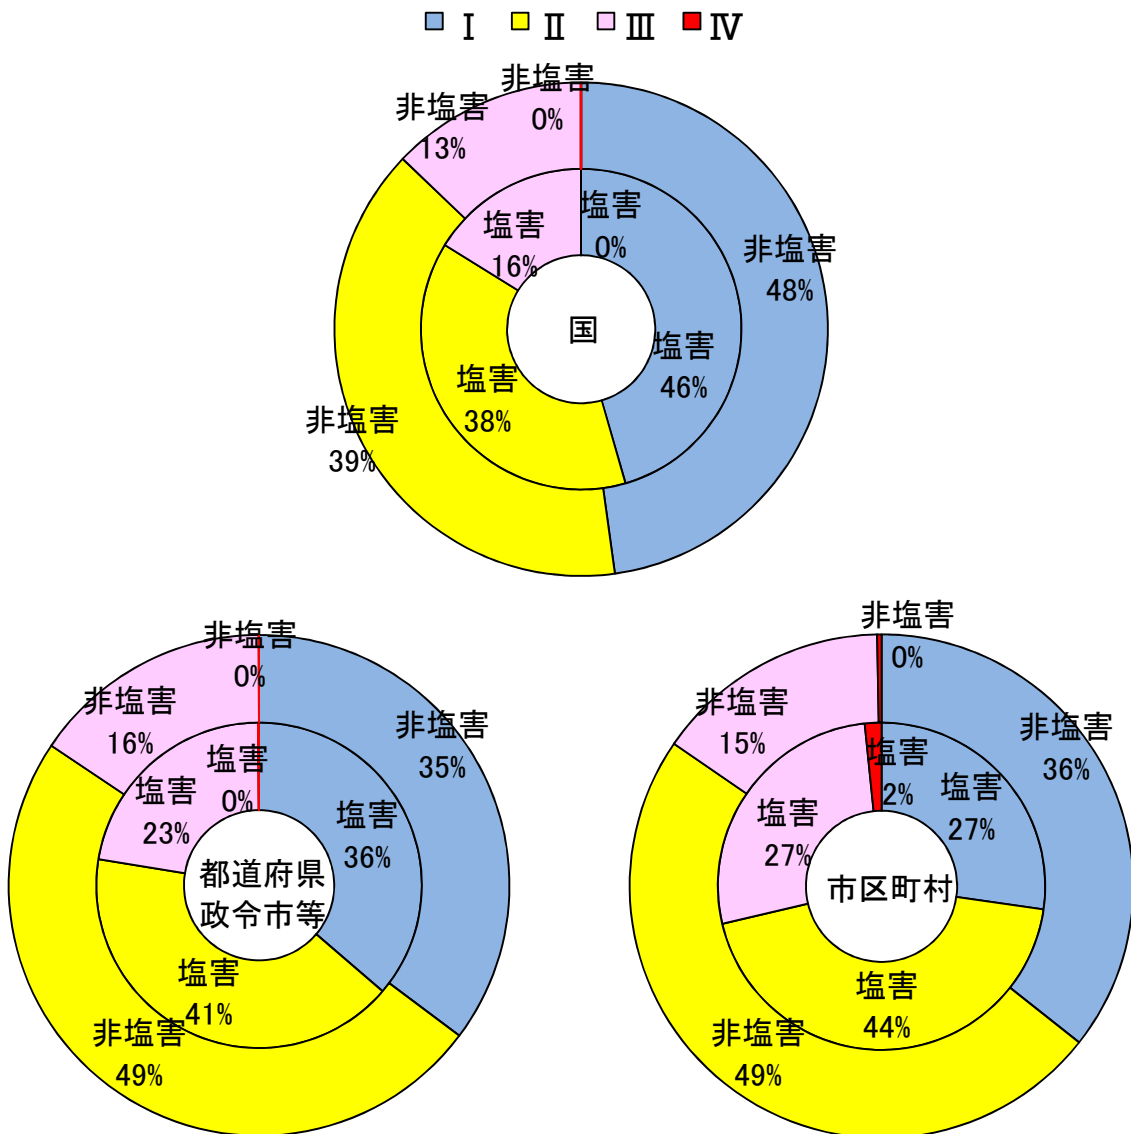 Ⅰ Ⅱ Ⅲ Ⅳ
非塩害
0%
非塩害
13%
塩害
0%
塩害
16%
非塩害
48%
国
塩害
46%
塩害
38%
非塩害
39%
非塩害
0%
非塩害
16%
非塩害
35%
塩害
0%
塩害
23%
塩害
36%
都道府県
政令市等
塩害
41%
非塩害
49%
非塩害
0%
非塩害
15%
非塩害
36%
塩害
2%
塩害
27%
塩害
27%
市区町村
塩害
44%
非塩害
49%